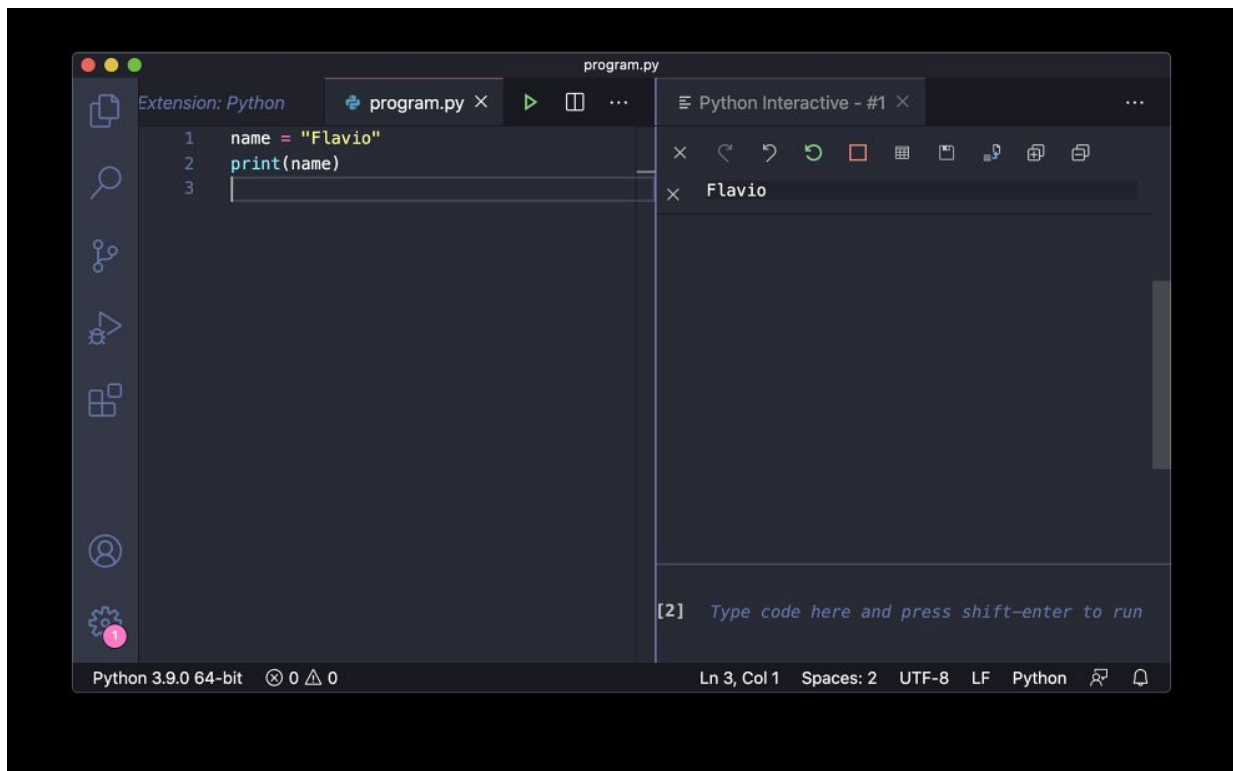 program.py
Extension: Python
program.py
Python Interactive - #1
1 name = "Flavio"
2 print(name)
3
Flavio
[2] Type code here and press shift-enter to run
1
Python 3.9.0 64-bit 0 0 Ln 3, Col 1 Spaces: 2 UTF-8 LF Python